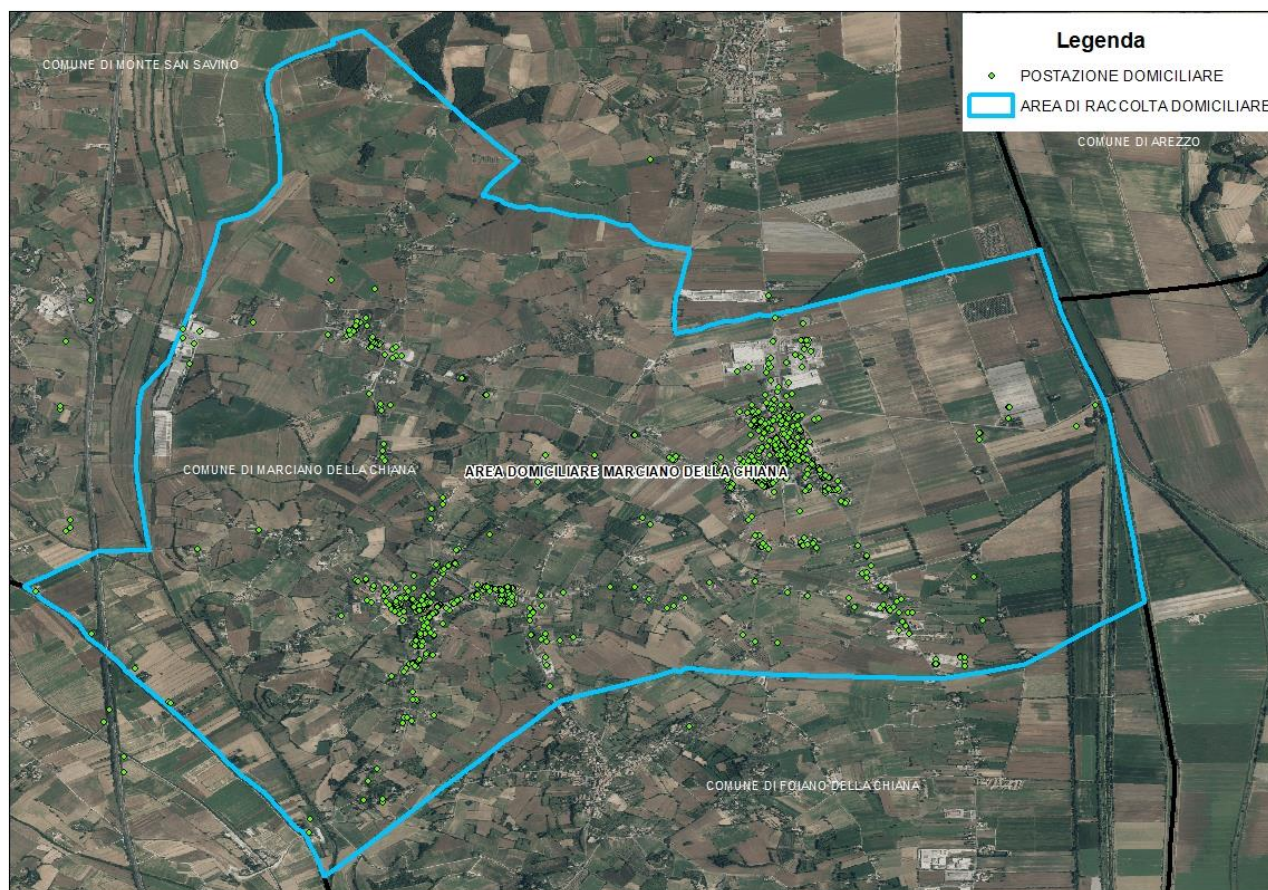 Legenda
POSTAZIONE DOMICILIARE
AREA DI RACCOLTA DOMICILIARE
COMUNE DI MONTE SAN SAVINO
COMUNE DI AREZZO
COMUNE DI MARCIANO DELLA CHIANA
AREA DOMICILIARE MARCIANO DELLA CHIANA
COMUNE DI FOIANO DELLA CHIANA